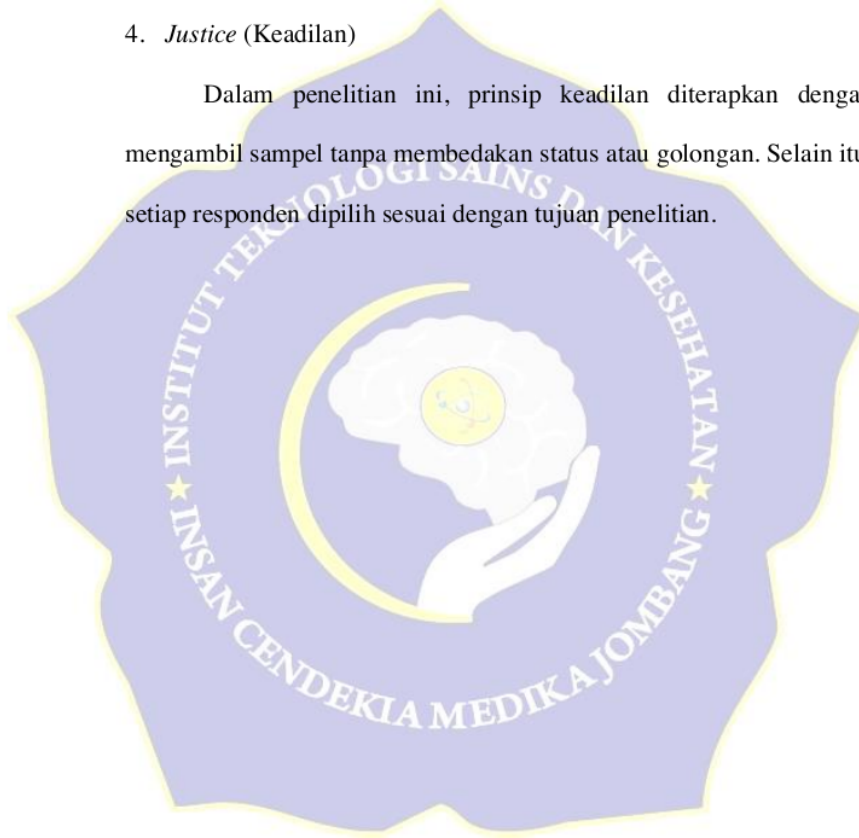 4. Justice (Keadilan)
Dalam penelitian ini, prinsip keadilan diterapkan denga
mengambil sampel tanpa membedakan status atau golongan. Selain itu
setiap responden dipilih sesuai dengan tujuan penelitian.
INSTITUT TEKNOLOGI SAINS DAN KESEHATAN
INSAN CENDEKIA MEDIKA JOMBANG